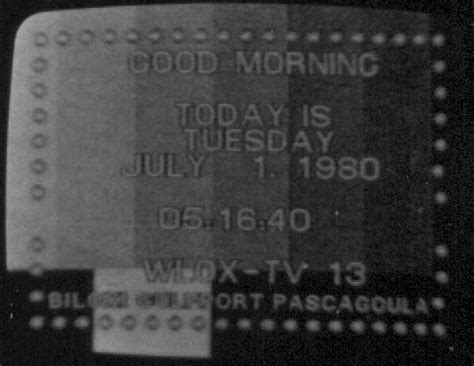 GOOD MORNING
TODAY IS
TUESDAY
JULY 1, 1980
05.16.40
WLOX-TV 13
BILOXI GULFPORT PASCAGOULA